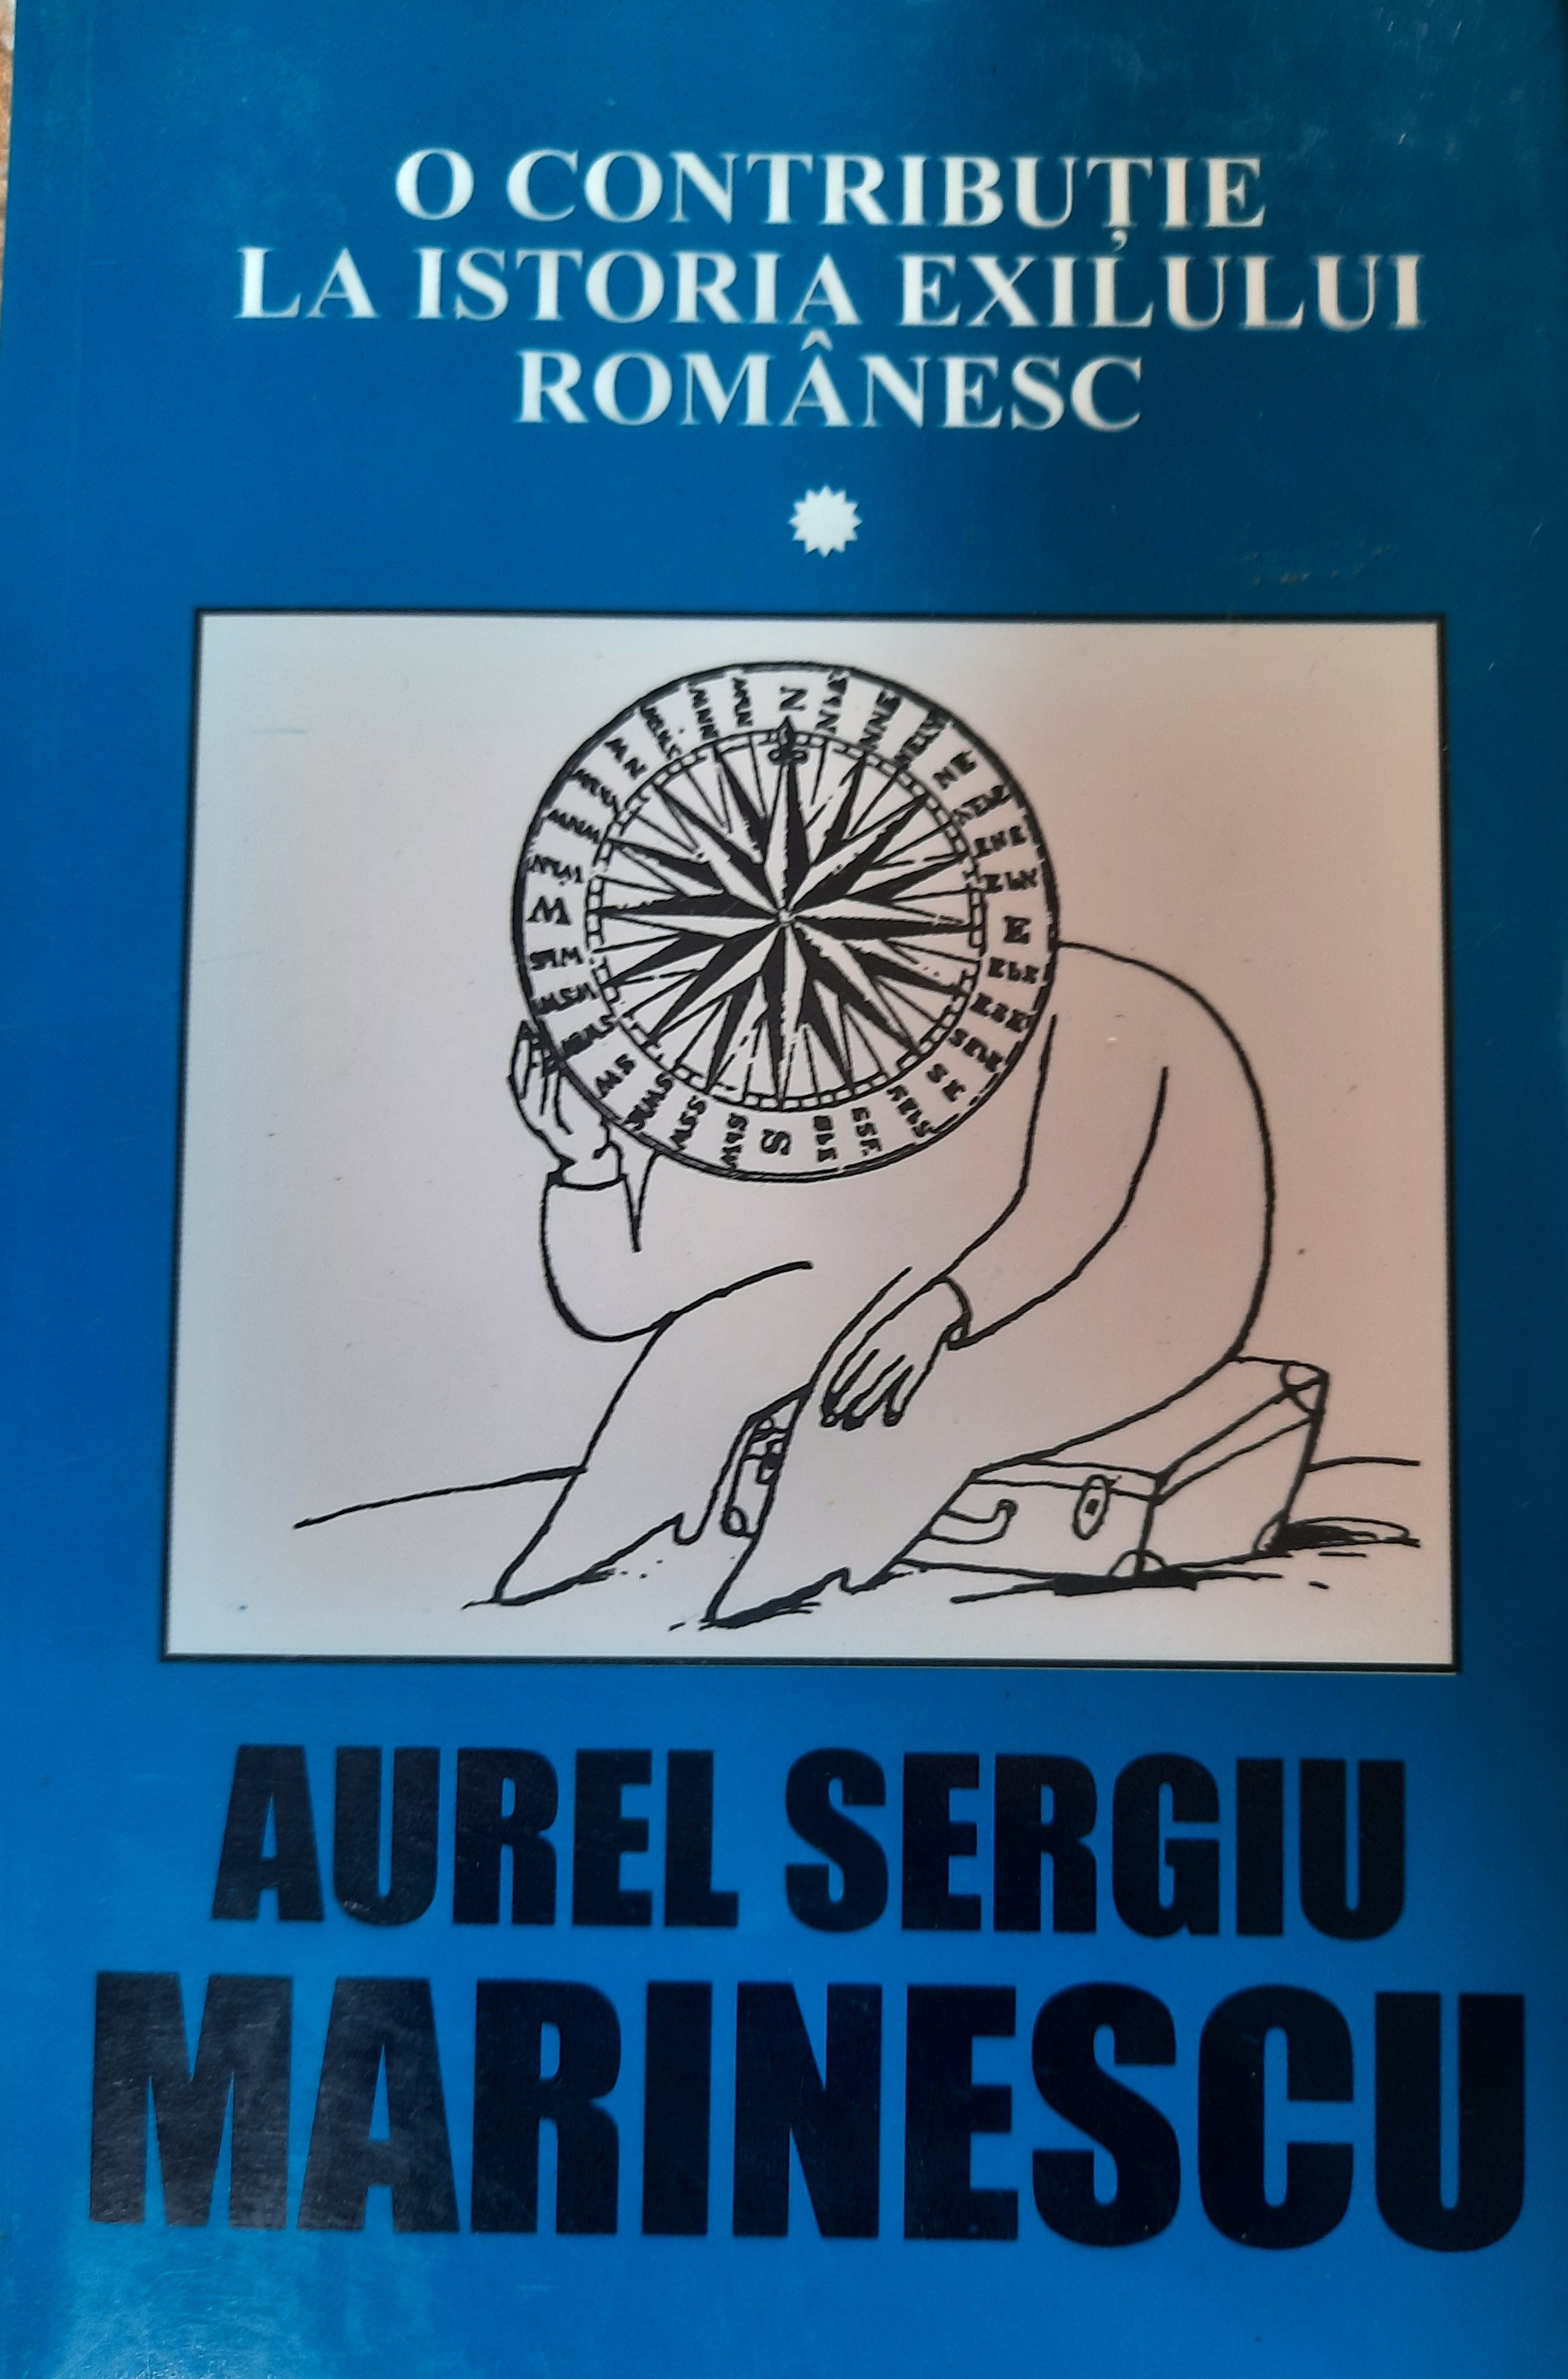 O CONTRIBUȚIE
LA ISTORIA EXILULUI
ROMÂNESC
N
E
S
W
AUREL SERGIU
MARINESCU